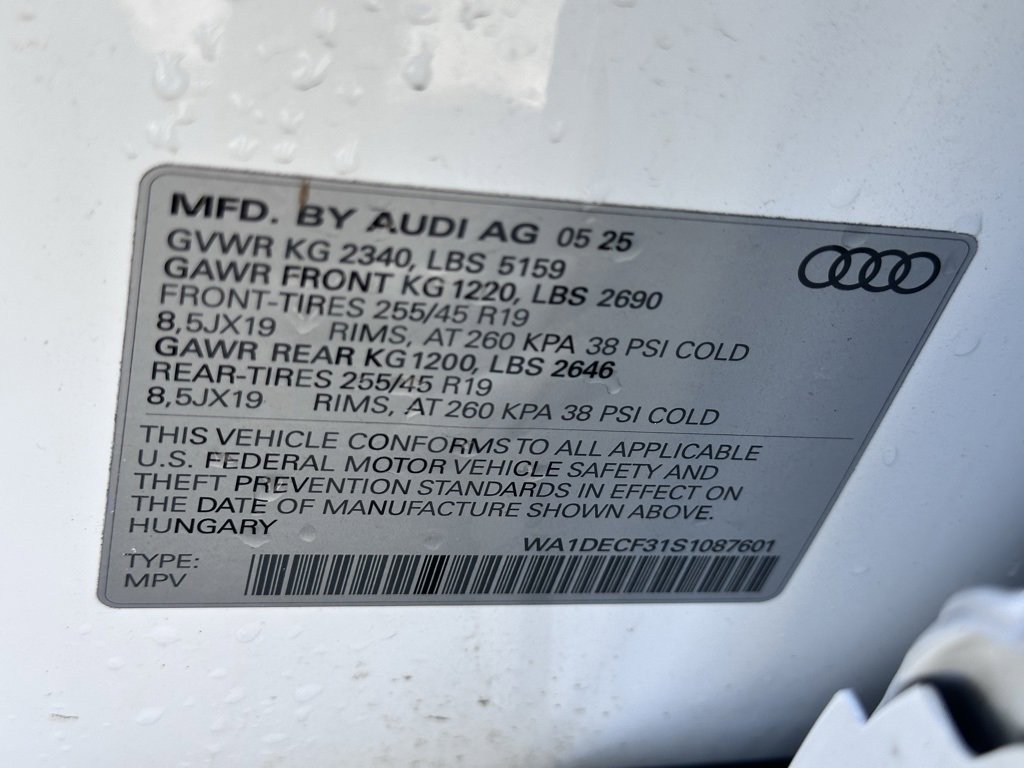 MFD. BY AUDI AG 05 25
GVWR KG 2340, LBS 5159
GAWR FRONT KG 1220, LBS 2690
FRONT-TIRES 255/45 R19
8,5JX19 RIMS, AT 260 KPA 38 PSI COLD
GAWR REAR KG1200, LBS 2646
REAR-TIRES 255/45 R19
8,5JX19 RIMS, AT 260 KPA 38 PSI COLD
THIS VEHICLE CONFORMS TO ALL APPLICABLE
U.S. FEDERAL MOTOR VEHICLE SAFETY AND
THEFT PREVENTION STANDARDS IN EFFECT ON
THE DATE OF MANUFACTURE SHOWN ABOVE.
HUNGARY
WA1DECF31S1087601
TYPE:
MPV